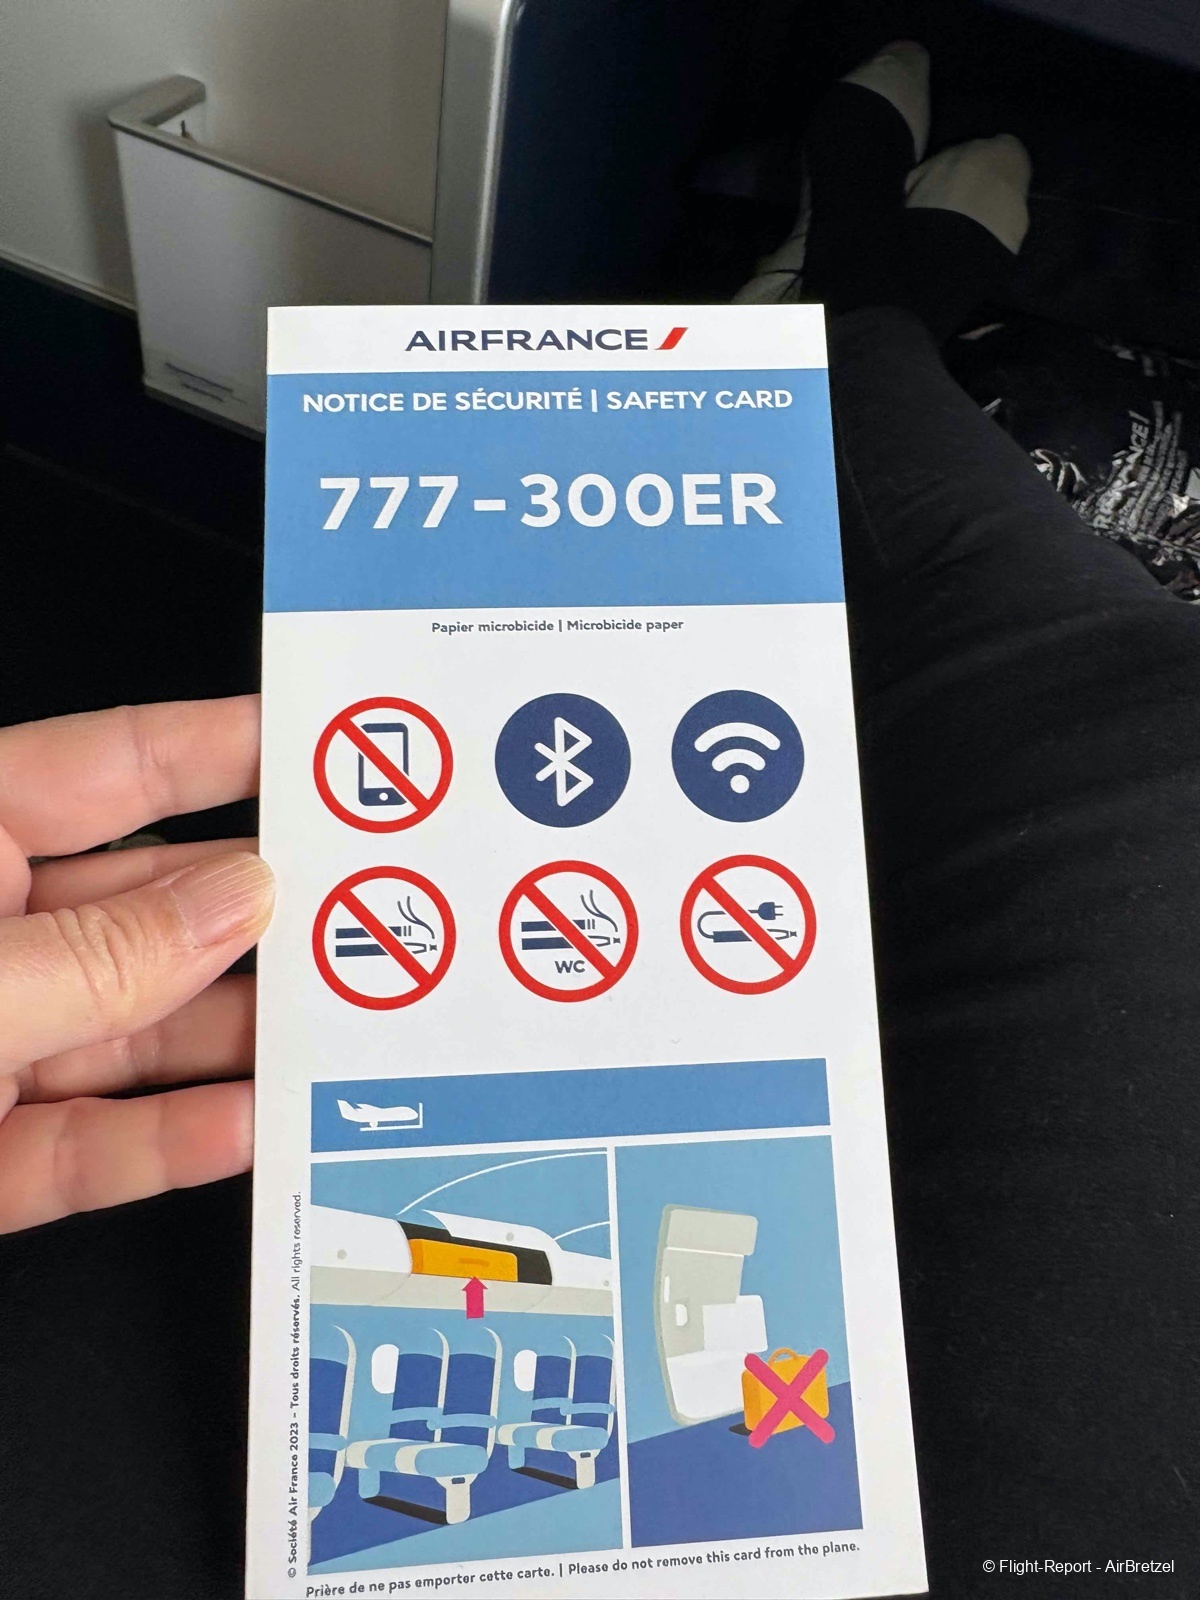 AIRFRANCE
NOTICE DE SÉCURITÉ | SAFETY CARD
777-300ER
Papier microbicide | Microbicide paper
WC
© Société Air France 2023 – Tous droits réservés. All rights reserved.
Prière de ne pas emporter cette carte. | Please do not remove this card from the plane.
© Flight-Report - AirBretzel